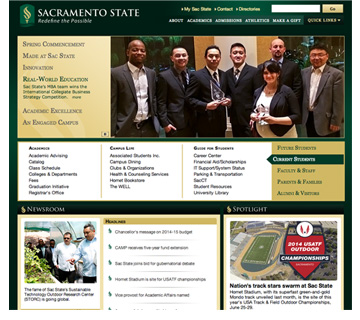 SACRAMENTO STATE
Redefine the Possible
My Sac State
Contact
Directories
ABOUT ACADEMICS ADMISSIONS ATHLETICS MAKE A GIFT QUICK LINKS
SPRING COMMENCEMENT
MADE AT SAC STATE
INNOVATION
REAL-WORLD EDUCATION
Sac State's MBA team wins the
International Collegiate Business
Strategy Competition. more
ACADEMIC EXCELLENCE
AN ENGAGED CAMPUS
ACADEMICS
Academic Advising
Catalog
Class Schedule
Colleges & Departments
Fees
Graduation Initiative
Registrar's Office
CAMPUS LIFE
Associated Students Inc.
Campus Dining
Clubs & Organizations
Health & Counseling Services
Hornet Bookstore
The WELL
GUIDE FOR STUDENTS
Career Center
Financial Aid/Scholarships
IT Support/System Status
Parking & Transportation
SacCT
Student Resources
University Library
FUTURE STUDENTS
CURRENT STUDENTS
FACULTY & STAFF
PARENTS & FAMILIES
ALUMNI & VISITORS
NEWSROOM
The fame of Sac State's Sustainable
Technology Outdoor Research Center
(STORC) is going global.
HEADLINES
Chancellor's message on 2014-15 budget
CAMP receives five-year fund extension
Sac State joins bid for gubernatorial debate
Hornet Stadium is site for USATF championships
Vice provost for Academic Affairs named
SPOTLIGHT
2014 USATF
OUTDOOR
CHAMPIONSHIPS
Nation's track stars swarm at Sac State
Hornet Stadium, with its superfast green-and-gold
Mondo track unveiled last month, is the site of this
year's USA Track & Field Outdoor Championships,
June 25-29.